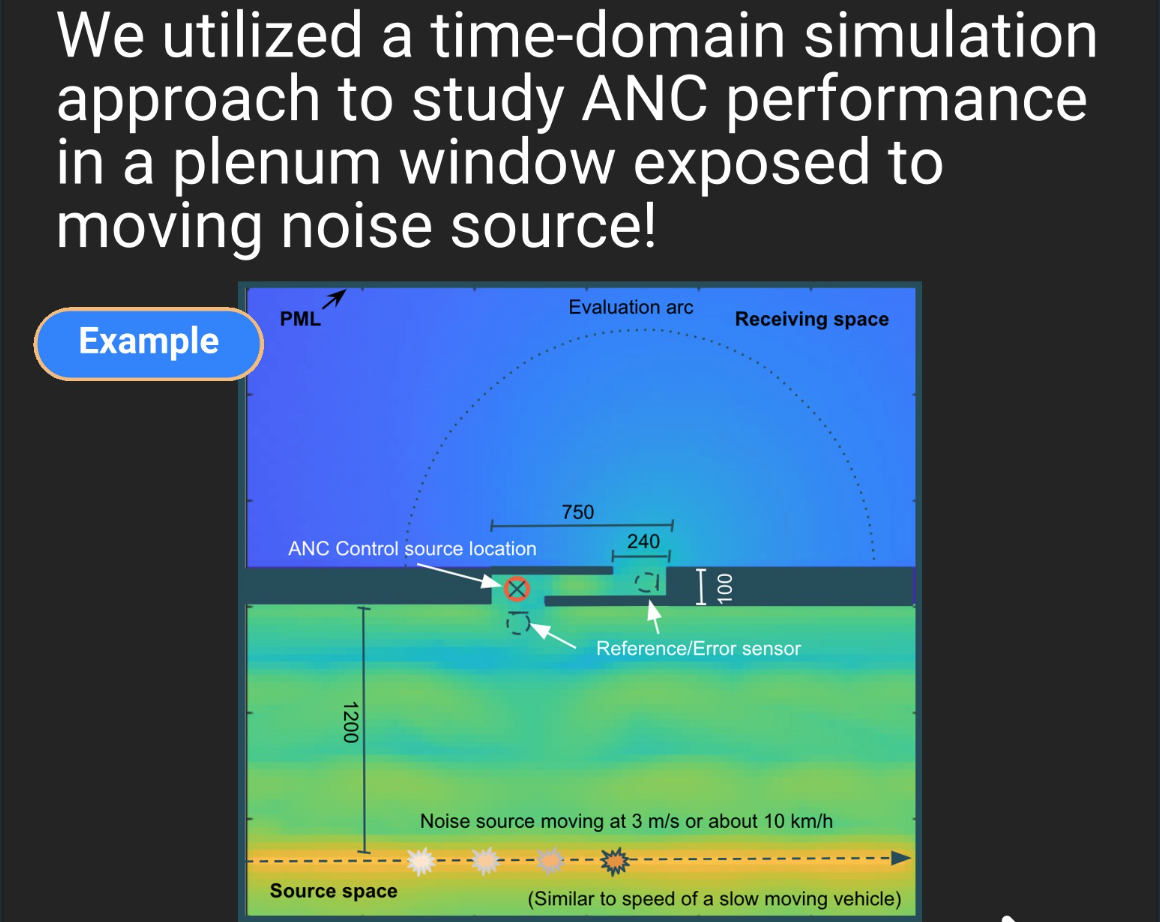 We utilized a time-domain simulation
approach to study ANC performance
in a plenum window exposed to
moving noise source!
Example
PML
Evaluation arc
Receiving space
750
240
ANC Control source location
100
Reference/Error sensor
1200
Noise source moving at 3 m/s or about 10 km/h
Source space
(Similar to speed of a slow moving vehicle)